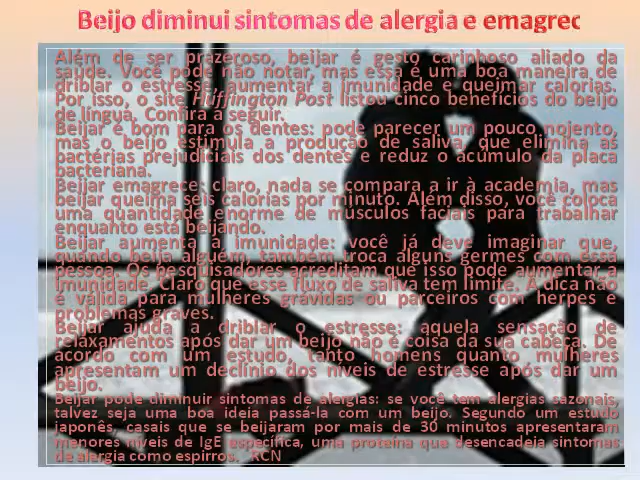 Beijo diminui sintomas de alergia e emagrec
Além de ser prazeroso, beijar é gesto carinhoso aliado da
saúde. Você pode não notar, mas essa é uma boa maneira de
driblar o estresse, aumentar a imunidade e queimar calorias.
Por isso, o site Huffington Post listou cinco benefícios do beijo
de língua. Confira a seguir.
Beijar é bom para os dentes: pode parecer um pouco nojento,
mas o beijo estimula a produção de saliva, que elimina as
bactérias prejudiciais dos dentes e reduz o acúmulo da placa
bacteriana.
Beijar emagrece: claro, nada se compara a ir à academia, mas
beijar queima seis calorias por minuto. Além disso, você coloca
uma quantidade enorme de músculos faciais para trabalhar
enquanto está beijando.
Beijar aumenta a imunidade: você já deve imaginar que,
quando beija alguém, também troca alguns germes com essa
pessoa. Os pesquisadores acreditam que isso pode aumentar a
imunidade. Claro que esse fluxo de saliva tem limite. A dica não
é válida para mulheres grávidas ou parceiros com herpes e
problemas graves.
Beijar ajuda a driblar o estresse: aquela sensação de
relaxamentos após dar um beijo não é coisa da sua cabeça. De
acordo com um estudo, tanto homens quanto mulheres
apresentam um declínio dos níveis de estresse após dar um
beijo.
Beijar pode diminuir sintomas de alergias: se você tem alergias sazonais,
talvez seja uma boa ideia passá-la com um beijo. Segundo um estudo
japonês, casais que se beijaram por mais de 30 minutos apresentaram
menores níveis de IgE específica, uma proteína que desencadeia sintomas
de alergia como espirros. RCN